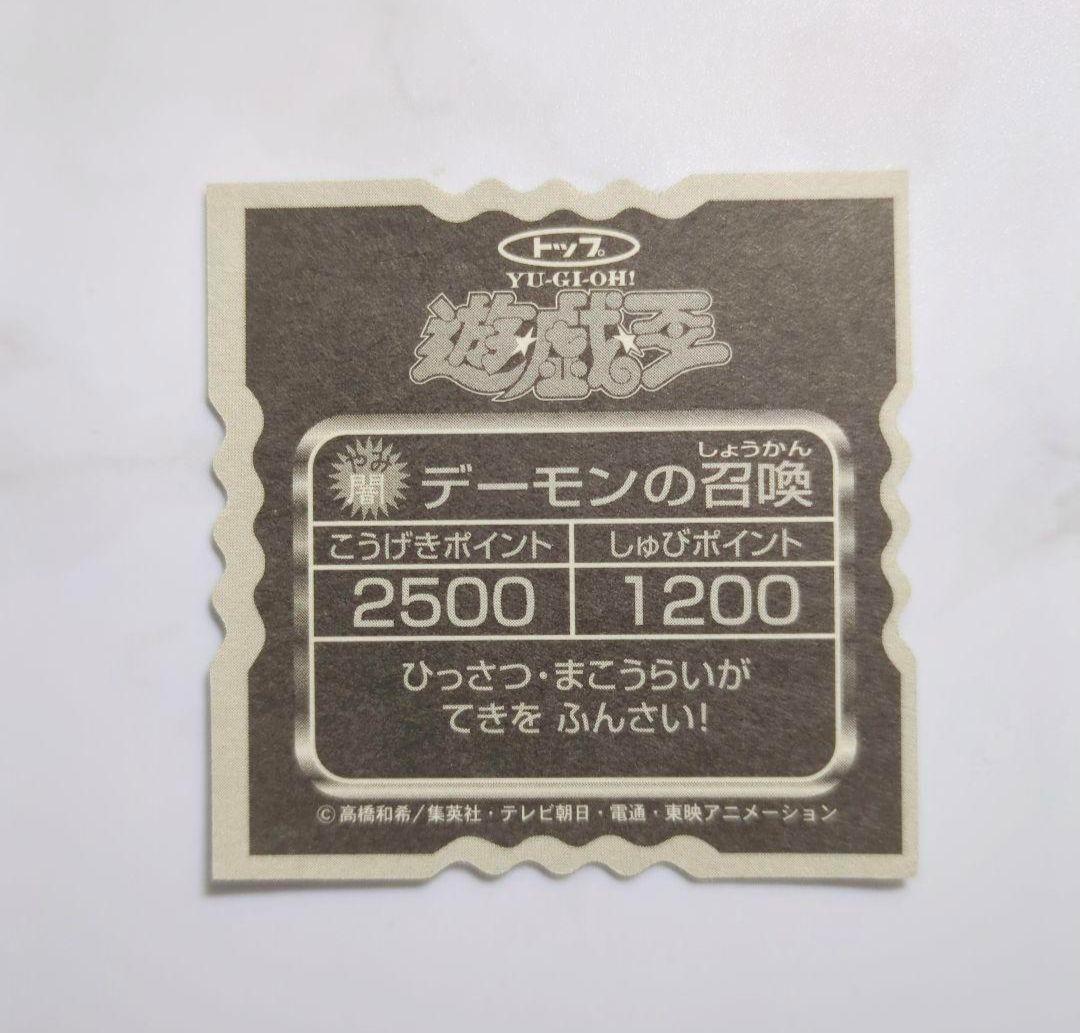 トップ
YU-GI-OH!
遊☆戯☆王
しょうかん
やみ
闇 デーモンの召喚
こうげきポイント しゅびポイント
2500 1200
ひっさつ・まこうらいが
てきを ふんさい!
©高橋和希/集英社・テレビ朝日・電通・東映アニメーション